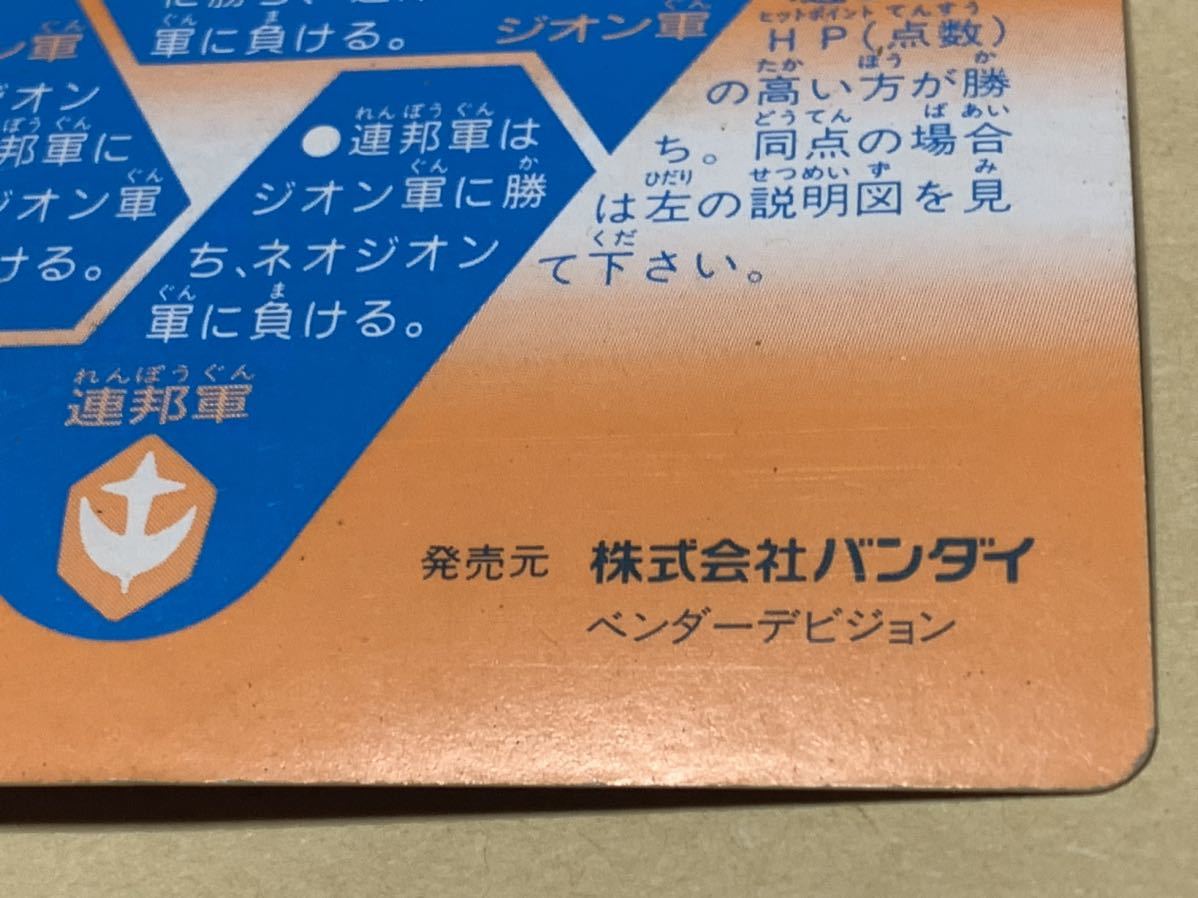 軍に負ける。
ジオン軍
ジオン
邦軍に
ジオン軍
ける。
●連邦軍は
ジオン軍に勝
ち、ネオジオン
軍に負ける。
連邦軍
HP(点数)
の高い方が勝
ち。同点の場合
は左の説明図を見
て下さい。
発売元 株式会社バンダイ
ベンダーデビジョン